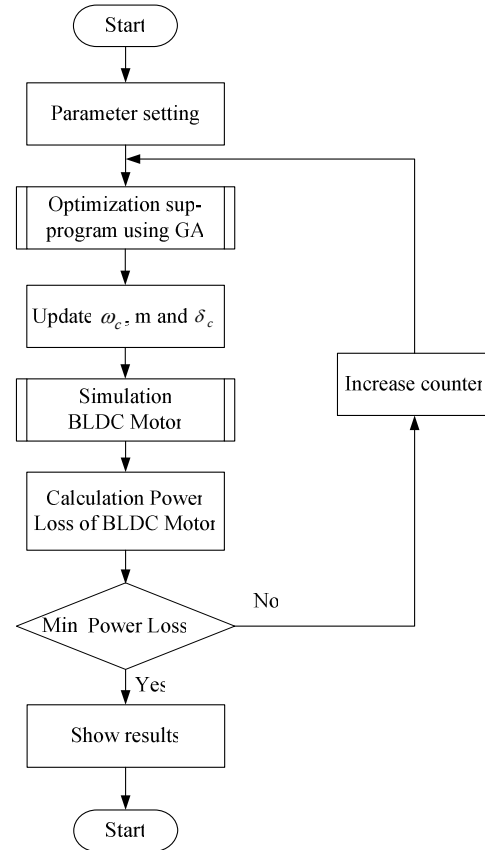 Start
Parameter setting
Optimization sup-
program using GA
Update ω_c, m and δ_c
Simulation
BLDC Motor
Increase counter
Calculation Power
Loss of BLDC Motor
Min Power Loss
No
Yes
Show results
Start